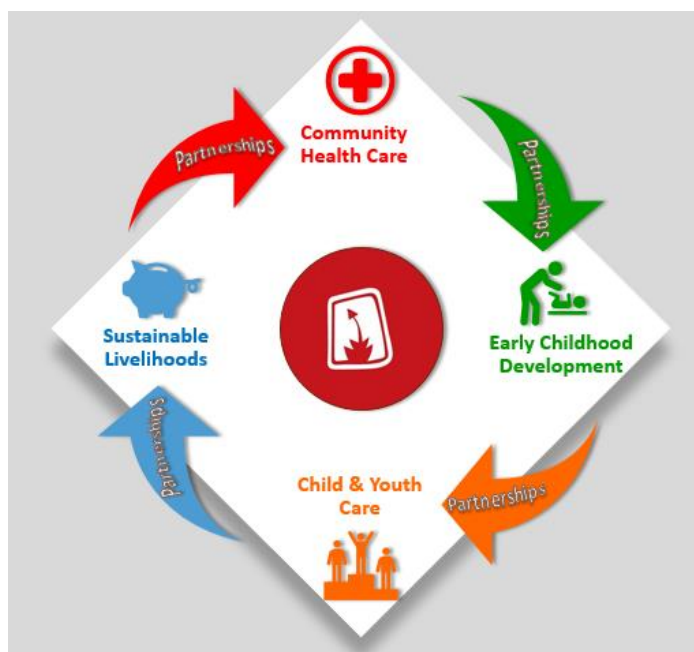 Community
Health Care
Partnerships
Partnerships
Sustainable
Livelihoods
Early Childhood
Development
Partnerships
Child & Youth
Care
Partnerships